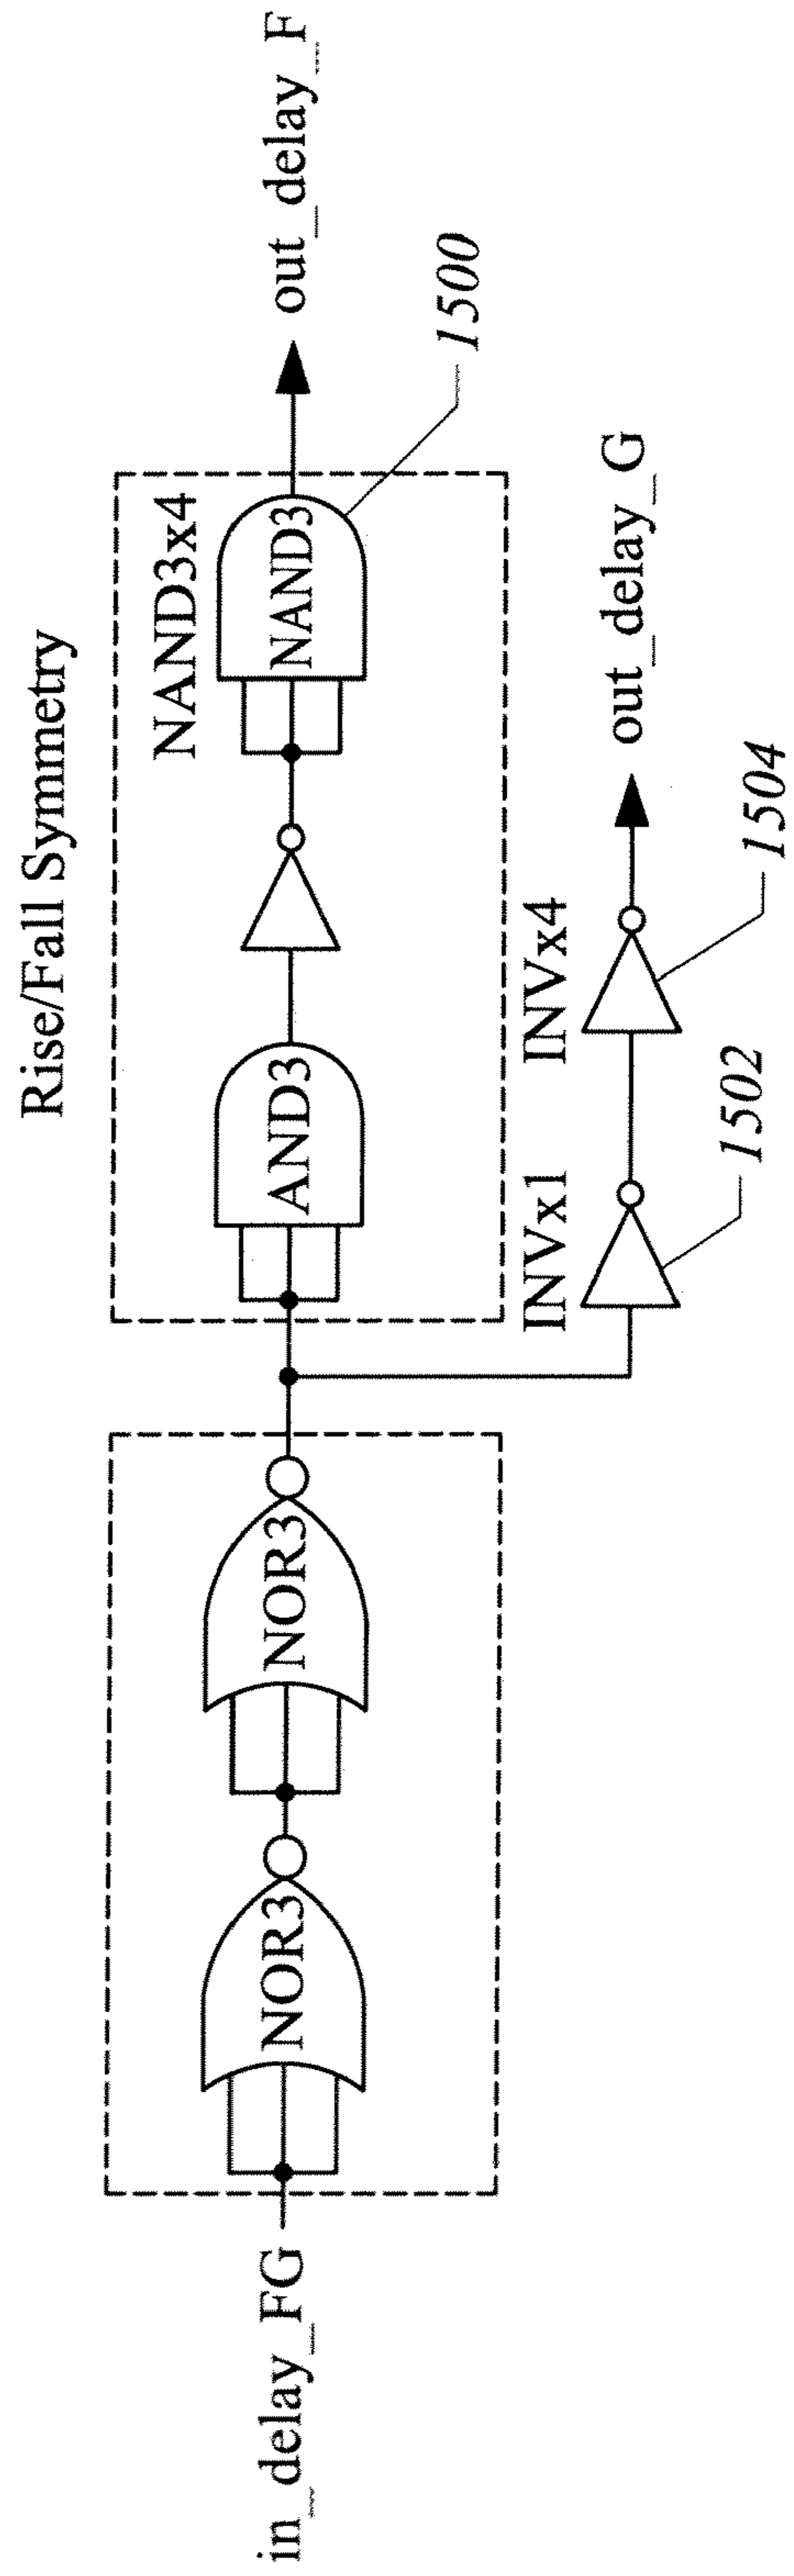 Rise/Fall Symmetry
in_delay_FG
NOR3
NOR3
AND3
NAND3x4
NAND3
out_delay_F
1500
INVx1
INVx4
out_delay_G
1502
1504